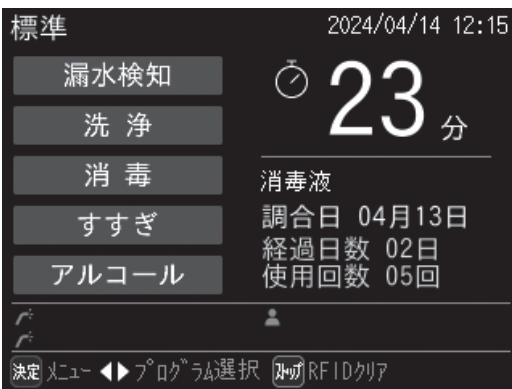 標準 2024/04/14 12:15
漏水検知
洗 浄
消 毒
すすぎ
アルコール
23分
消毒液
調合日 04月13日
経過日数 02日
使用回数 05回
決定 ﾒﾆｭｰ ◀▶ ﾌﾟﾛｸﾞﾗﾑ選択 ｽﾄｯﾌﾟ RFIDｸﾘｱ